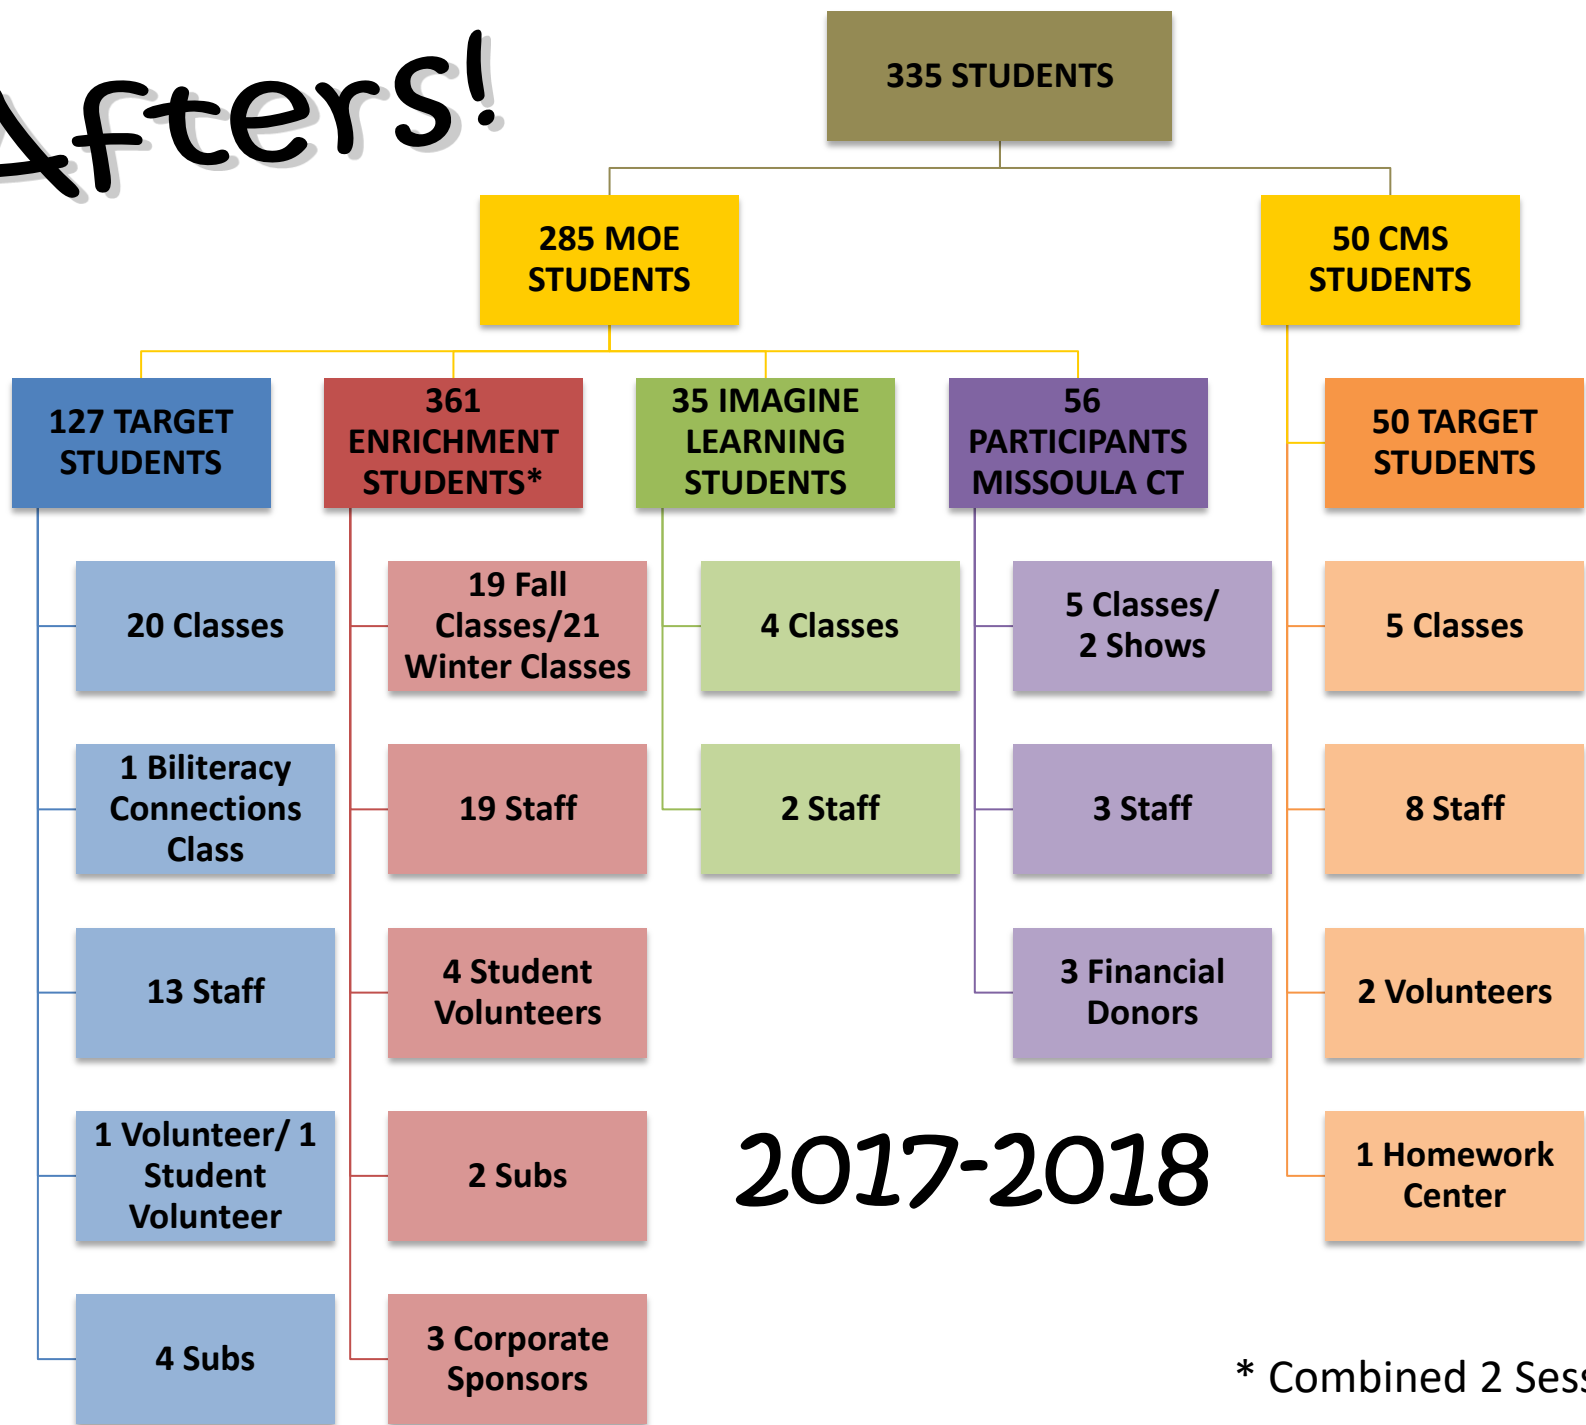 Afters!
335 STUDENTS
285 MOE
STUDENTS
50 CMS
STUDENTS
127 TARGET
STUDENTS
361
ENRICHMENT
STUDENTS*
35 IMAGINE
LEARNING
STUDENTS
56
PARTICIPANTS
MISSOULA CT
50 TARGET
STUDENTS
20 Classes
19 Fall
Classes/21
Winter Classes
4 Classes
5 Classes/
2 Shows
5 Classes
1 Biliteracy
Connections
Class
19 Staff
2 Staff
3 Staff
8 Staff
13 Staff
4 Student
Volunteers
3 Financial
Donors
2 Volunteers
1 Volunteer/ 1
Student
Volunteer
2 Subs
2017-2018
1 Homework
Center
4 Subs
3 Corporate
Sponsors
* Combined 2